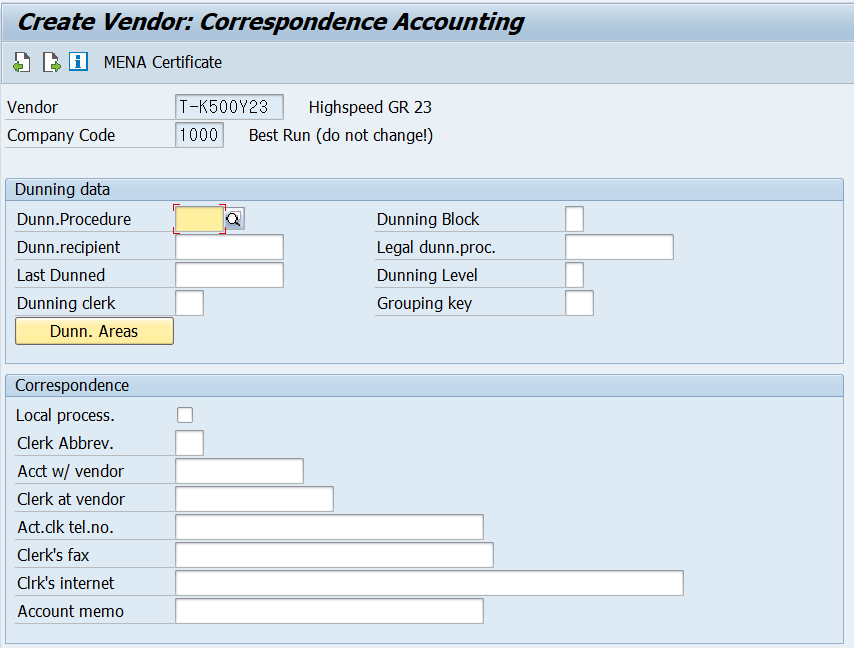 Create Vendor: Correspondence Accounting
MENA Certificate
Vendor T-K500Y23 Highspeed GR 23
Company Code 1000 Best Run (do not change!)
Dunning data
Dunn.Procedure Dunning Block
Dunn.recipient Legal dunn.proc.
Last Dunned Dunning Level
Dunning clerk Grouping key
Dunn. Areas
Correspondence
Local process.
Clerk Abbrev.
Acct w/ vendor
Clerk at vendor
Act.clk tel.no.
Clerk's fax
Clrk's internet
Account memo